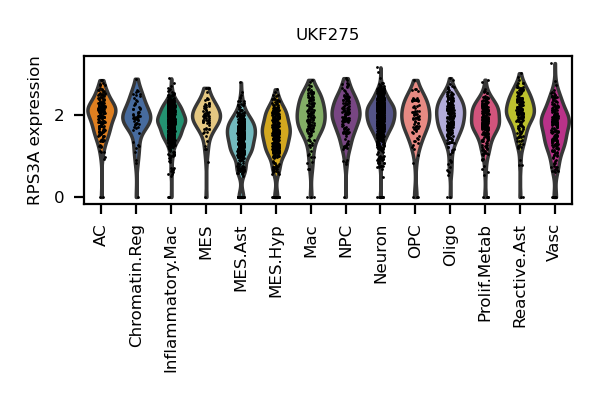 UKF275
RPS3A expression
2
0
AC
Chromatin.Reg
Inflammatory.Mac
MES
MES.Ast
MES.Hyp
Mac
NPC
Neuron
OPC
Oligo
Prolif.Metab
Reactive.Ast
Vasc